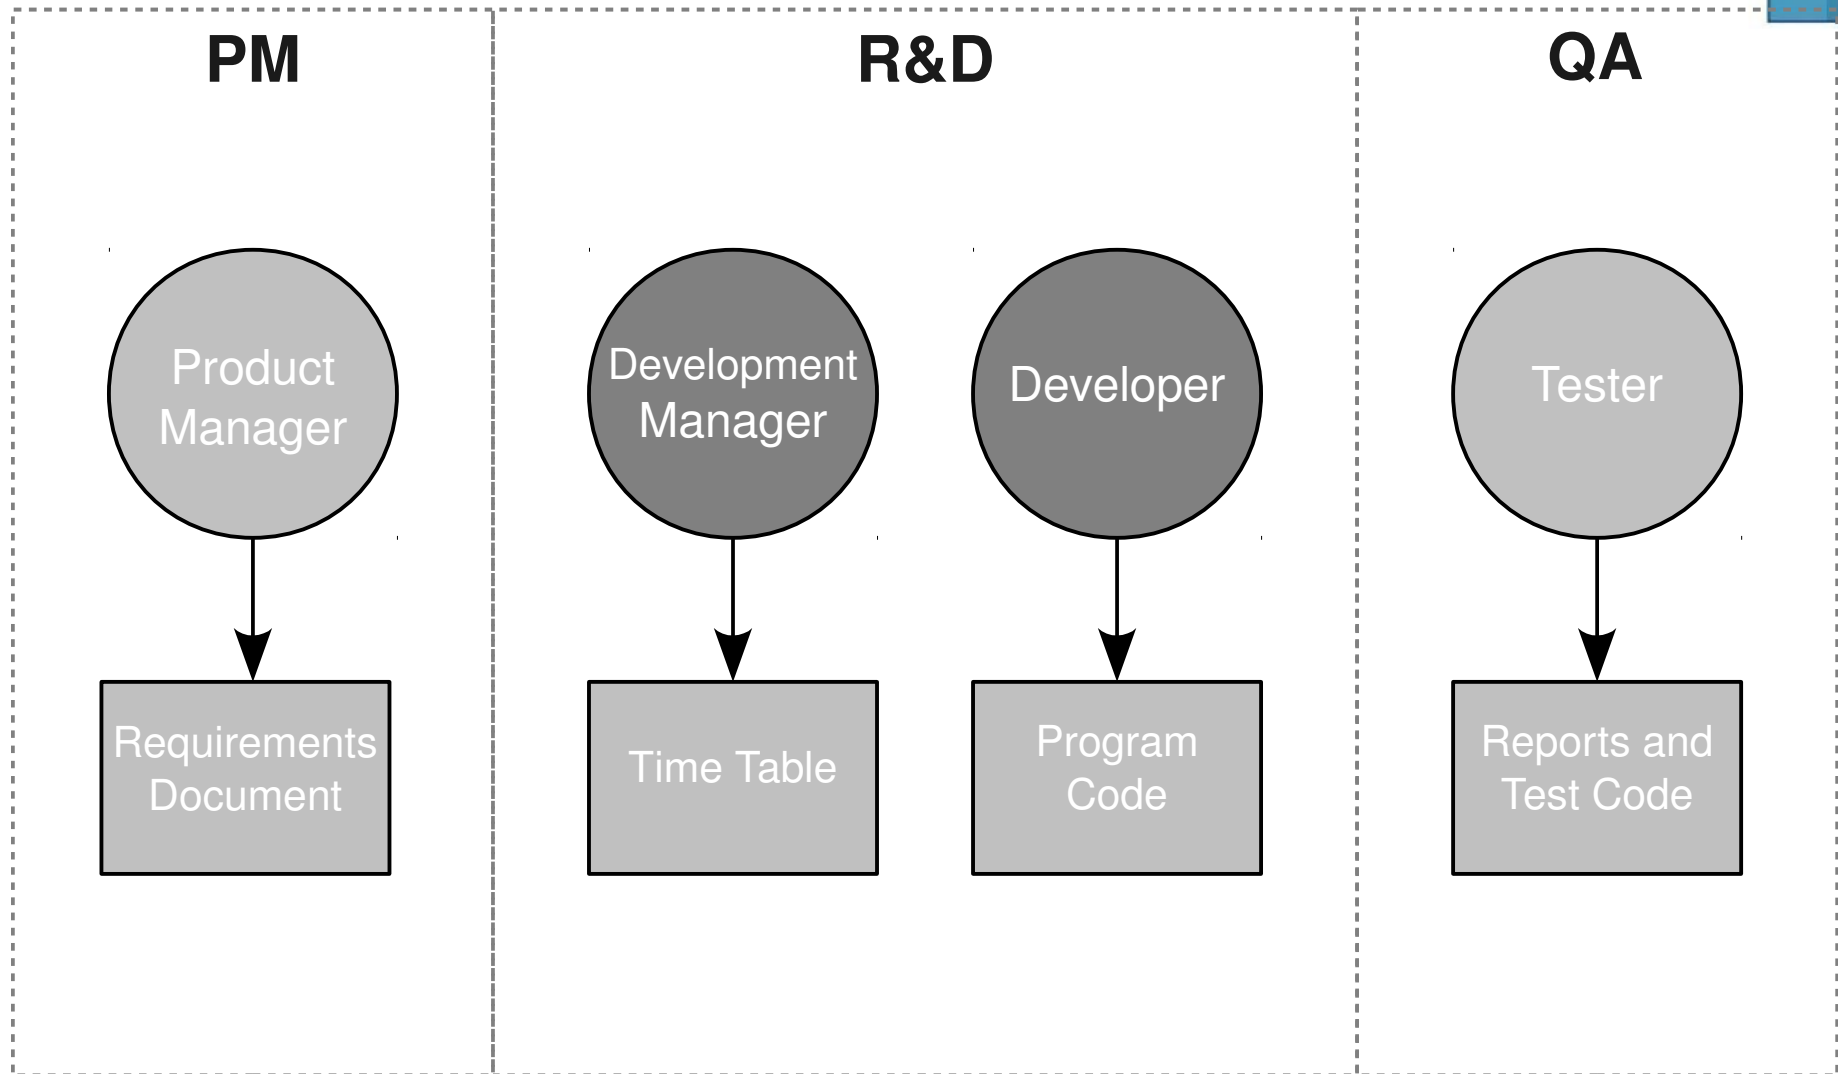 PM
R&D
QA
Product
Manager
Development
Manager
Developer
Tester
Requirements
Document
Time Table
Program
Code
Reports and
Test Code